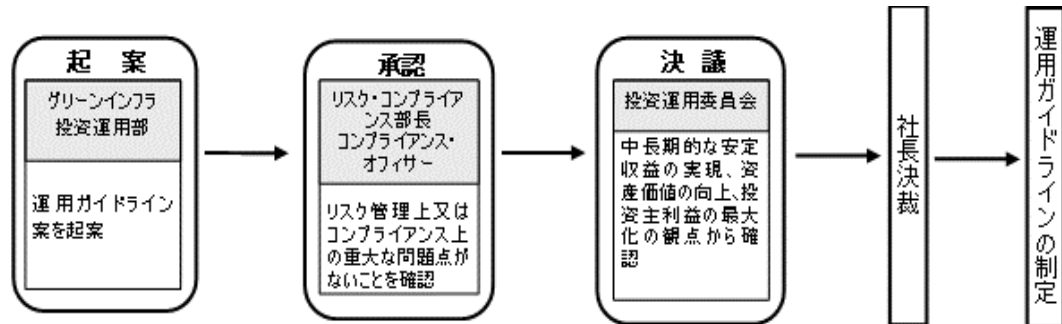 起 案
グリーンインフラ
投資運用部
運用ガイドライン
案を起案
承認
リスク・コンプライア
ンス部長
コンプライアンス・
オフィサー
リスク管理上又は
コンプライアンス上
の重大な問題点が
ないことを確認
決 議
投資運用委員会
中長期的な安定
収益の実現、資
産価値の向上、投
資主利益の最大
化の観点から確
認
社長決裁
運用ガイドラインの制定